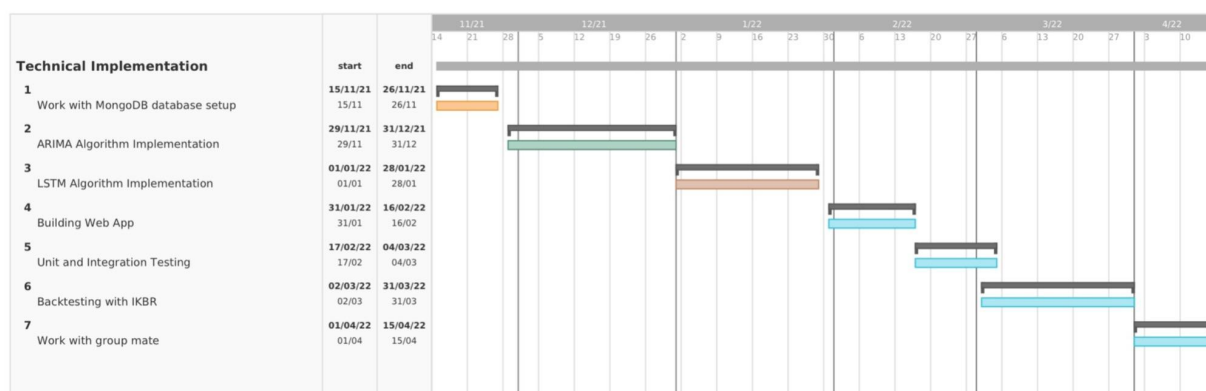 11/21 12/21 1/22 2/22 3/22 4/22
14 21 28 5 12 19 26 2 9 16 23 30 6 13 20 27 6 13 20 27 3 10
Technical Implementation start end
1 15/11/21 26/11/21
Work with MongoDB database setup 15/11 26/11
2 29/11/21 31/12/21
ARIMA Algorithm Implementation 29/11 31/12
3 01/01/22 28/01/22
LSTM Algorithm Implementation 01/01 28/01
4 31/01/22 16/02/22
Building Web App 31/01 16/02
5 17/02/22 04/03/22
Unit and Integration Testing 17/02 04/03
6 02/03/22 31/03/22
Backtesting with IKBR 02/03 31/03
7 01/04/22 15/04/22
Work with group mate 01/04 15/04